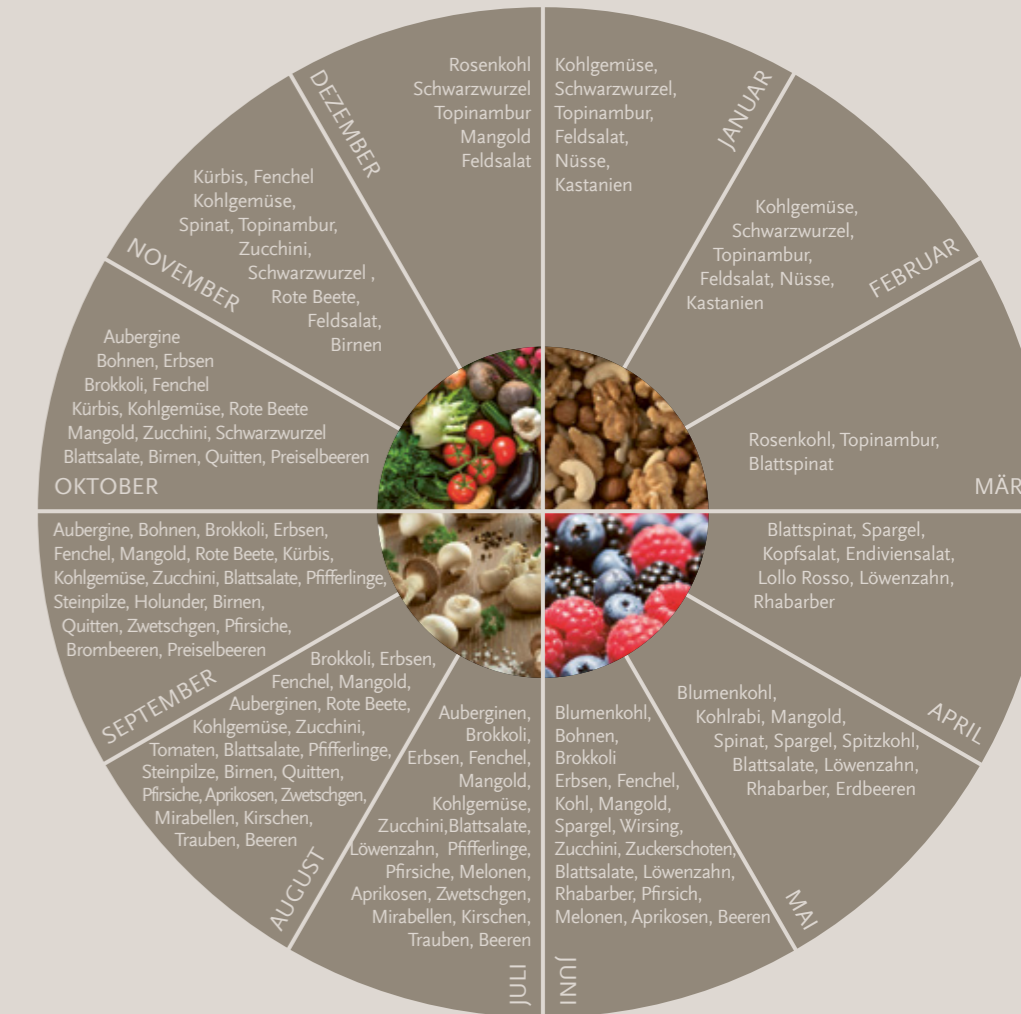 JANUAR
Kohlgemüse,
Schwarzwurzel,
Topinambur,
Feldsalat,
Nüsse,
Kastanien
FEBRUAR
Kohlgemüse,
Schwarzwurzel,
Topinambur,
Feldsalat, Nüsse,
Kastanien
MÄR
Rosenkohl, Topinambur,
Blattspinat
APRIL
Blattspinat, Spargel,
Kopfsalat, Endiviensalat,
Lollo Rosso, Löwenzahn,
Rhabarber
MAI
Blumenkohl,
Kohlrabi, Mangold,
Spinat, Spargel, Spitzkohl,
Blattsalate, Löwenzahn,
Rhabarber, Erdbeeren
JUNI
Blumenkohl,
Bohnen,
Brokkoli
Erbsen, Fenchel,
Kohl, Mangold,
Spargel, Wirsing,
Zucchini, Zuckerschoten,
Blattsalate, Löwenzahn,
Rhabarber, Pfirsich,
Melonen, Aprikosen, Beeren
JULI
Auberginen,
Brokkoli,
Erbsen, Fenchel,
Mangold,
Kohlgemüse,
Zucchini,Blattsalate,
Löwenzahn, Pfifferlinge,
Pfirsiche, Melonen,
Aprikosen, Zwetschgen,
Mirabellen, Kirschen,
Trauben, Beeren
AUGUST
Brokkoli, Erbsen,
Fenchel, Mangold,
Auberginen, Rote Beete,
Kohlgemüse, Zucchini,
Tomaten, Blattsalate, Pfifferlinge,
Steinpilze, Birnen, Quitten,
Pfirsiche, Aprikosen, Zwetschgen,
Mirabellen, Kirschen,
Trauben, Beeren
SEPTEMBER
Aubergine, Bohnen, Brokkoli, Erbsen,
Fenchel, Mangold, Rote Beete, Kürbis,
Kohlgemüse, Zucchini, Blattsalate, Pfifferlinge,
Steinpilze, Holunder, Birnen,
Quitten, Zwetschgen, Pfirsiche,
Brombeeren, Preiselbeeren
OKTOBER
Aubergine
Bohnen, Erbsen
Brokkoli, Fenchel
Kürbis, Kohlgemüse, Rote Beete
Mangold, Zucchini, Schwarzwurzel
Blattsalate, Birnen, Quitten, Preiselbeeren
NOVEMBER
Kürbis, Fenchel
Kohlgemüse,
Spinat, Topinambur,
Zucchini,
Schwarzwurzel ,
Rote Beete,
Feldsalat,
Birnen
DEZEMBER
Rosenkohl
Schwarzwurzel
Topinambur
Mangold
Feldsalat